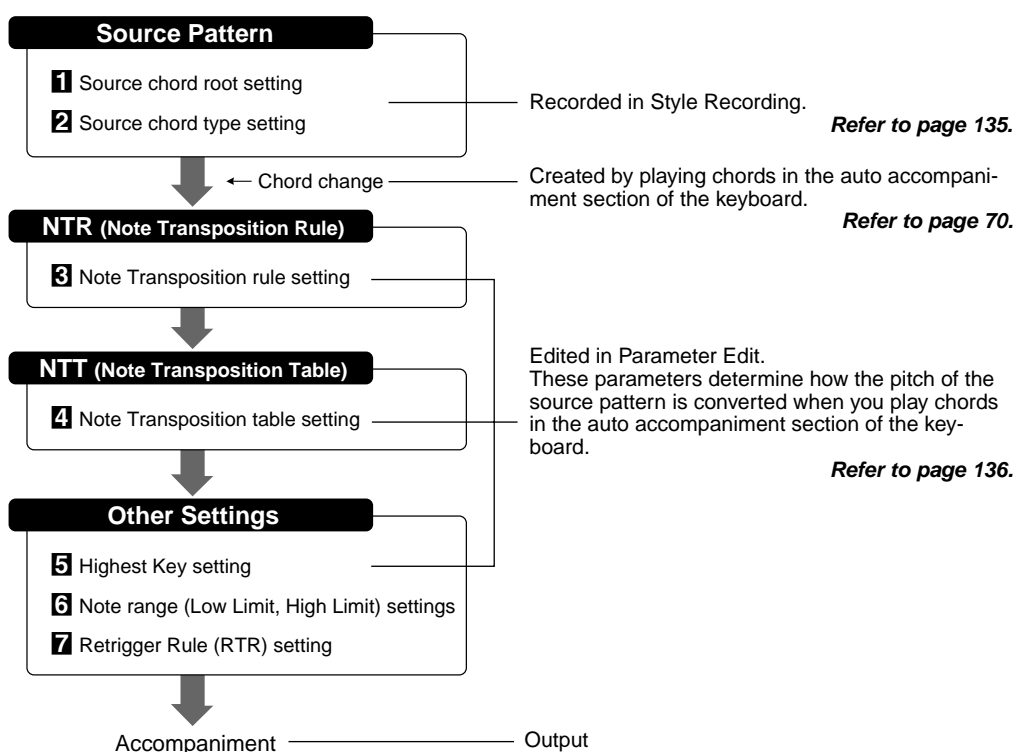 Source Pattern
1 Source chord root setting
2 Source chord type setting
Recorded in Style Recording.
Refer to page 135.
← Chord change
Created by playing chords in the auto accompani-
ment section of the keyboard.
Refer to page 70.
NTR (Note Transposition Rule)
3 Note Transposition rule setting
NTT (Note Transposition Table)
4 Note Transposition table setting
Edited in Parameter Edit.
These parameters determine how the pitch of the
source pattern is converted when you play chords
in the auto accompaniment section of the key-
board.
Refer to page 136.
Other Settings
5 Highest Key setting
6 Note range (Low Limit, High Limit) settings
7 Retrigger Rule (RTR) setting
Accompaniment
Output